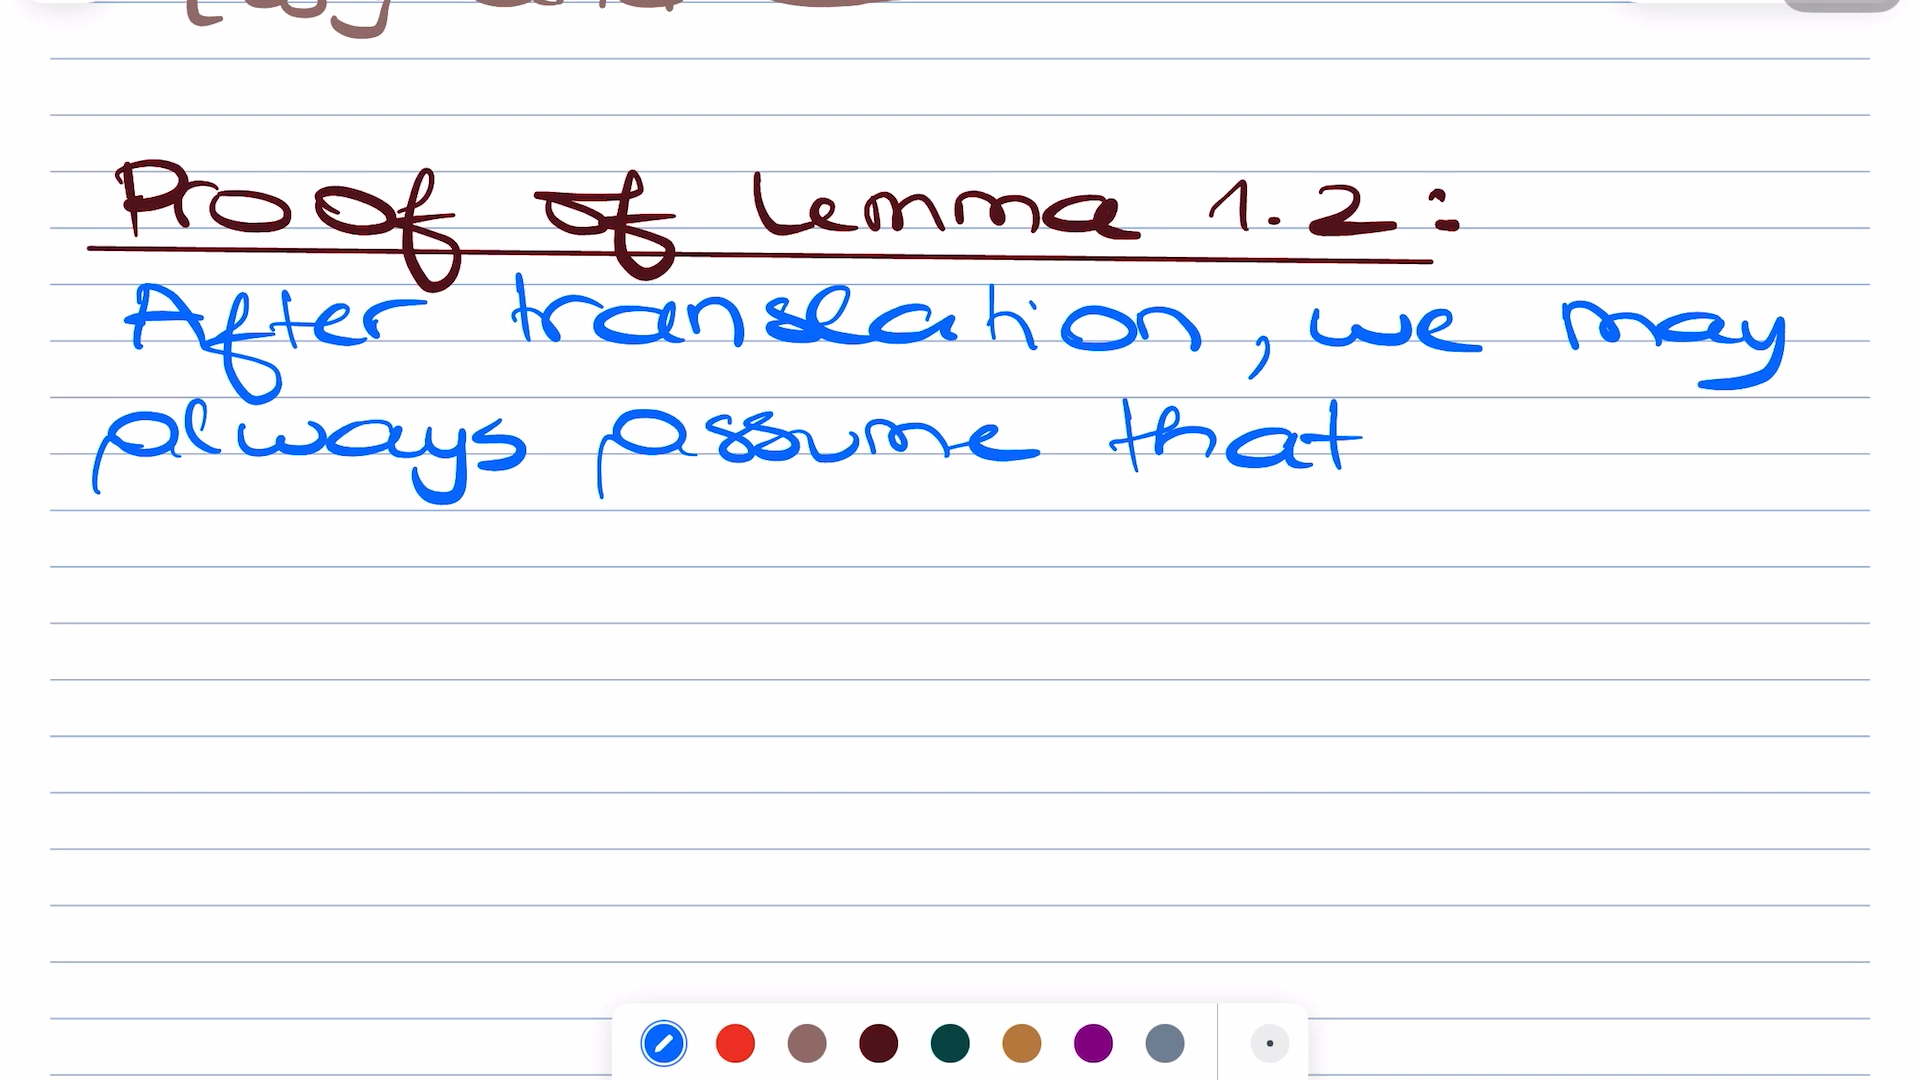 Proof of Lemma 1.2:
After translation, we may
always assume that